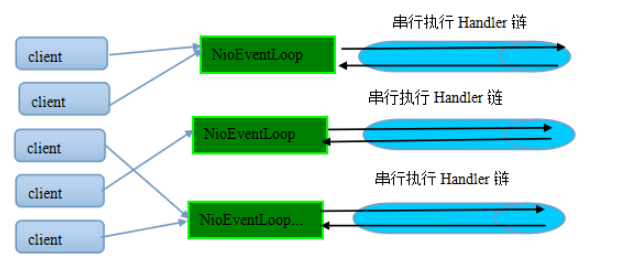 串行执行 Handler 链
client
NioEventLoop
client
串行执行 Handler 链
client
NioEventLoop
client
串行执行 Handler 链
client
NioEventLoop...